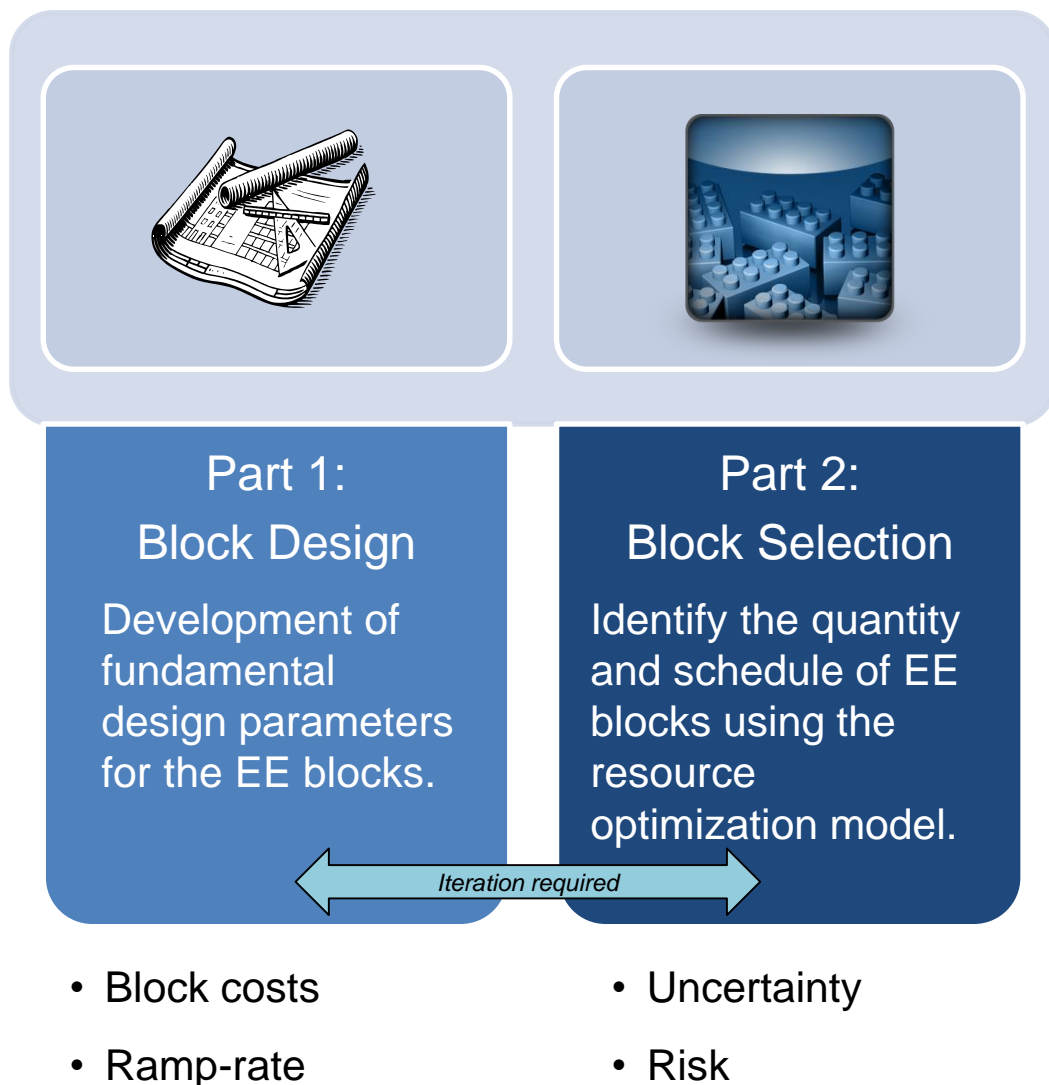 Part 1:
Block Design
Development of
fundamental
design parameters
for the EE blocks.
Part 2:
Block Selection
Identify the quantity
and schedule of EE
blocks using the
resource
optimization model.
Iteration required
• Block costs
• Ramp-rate
• Uncertainty
• Risk